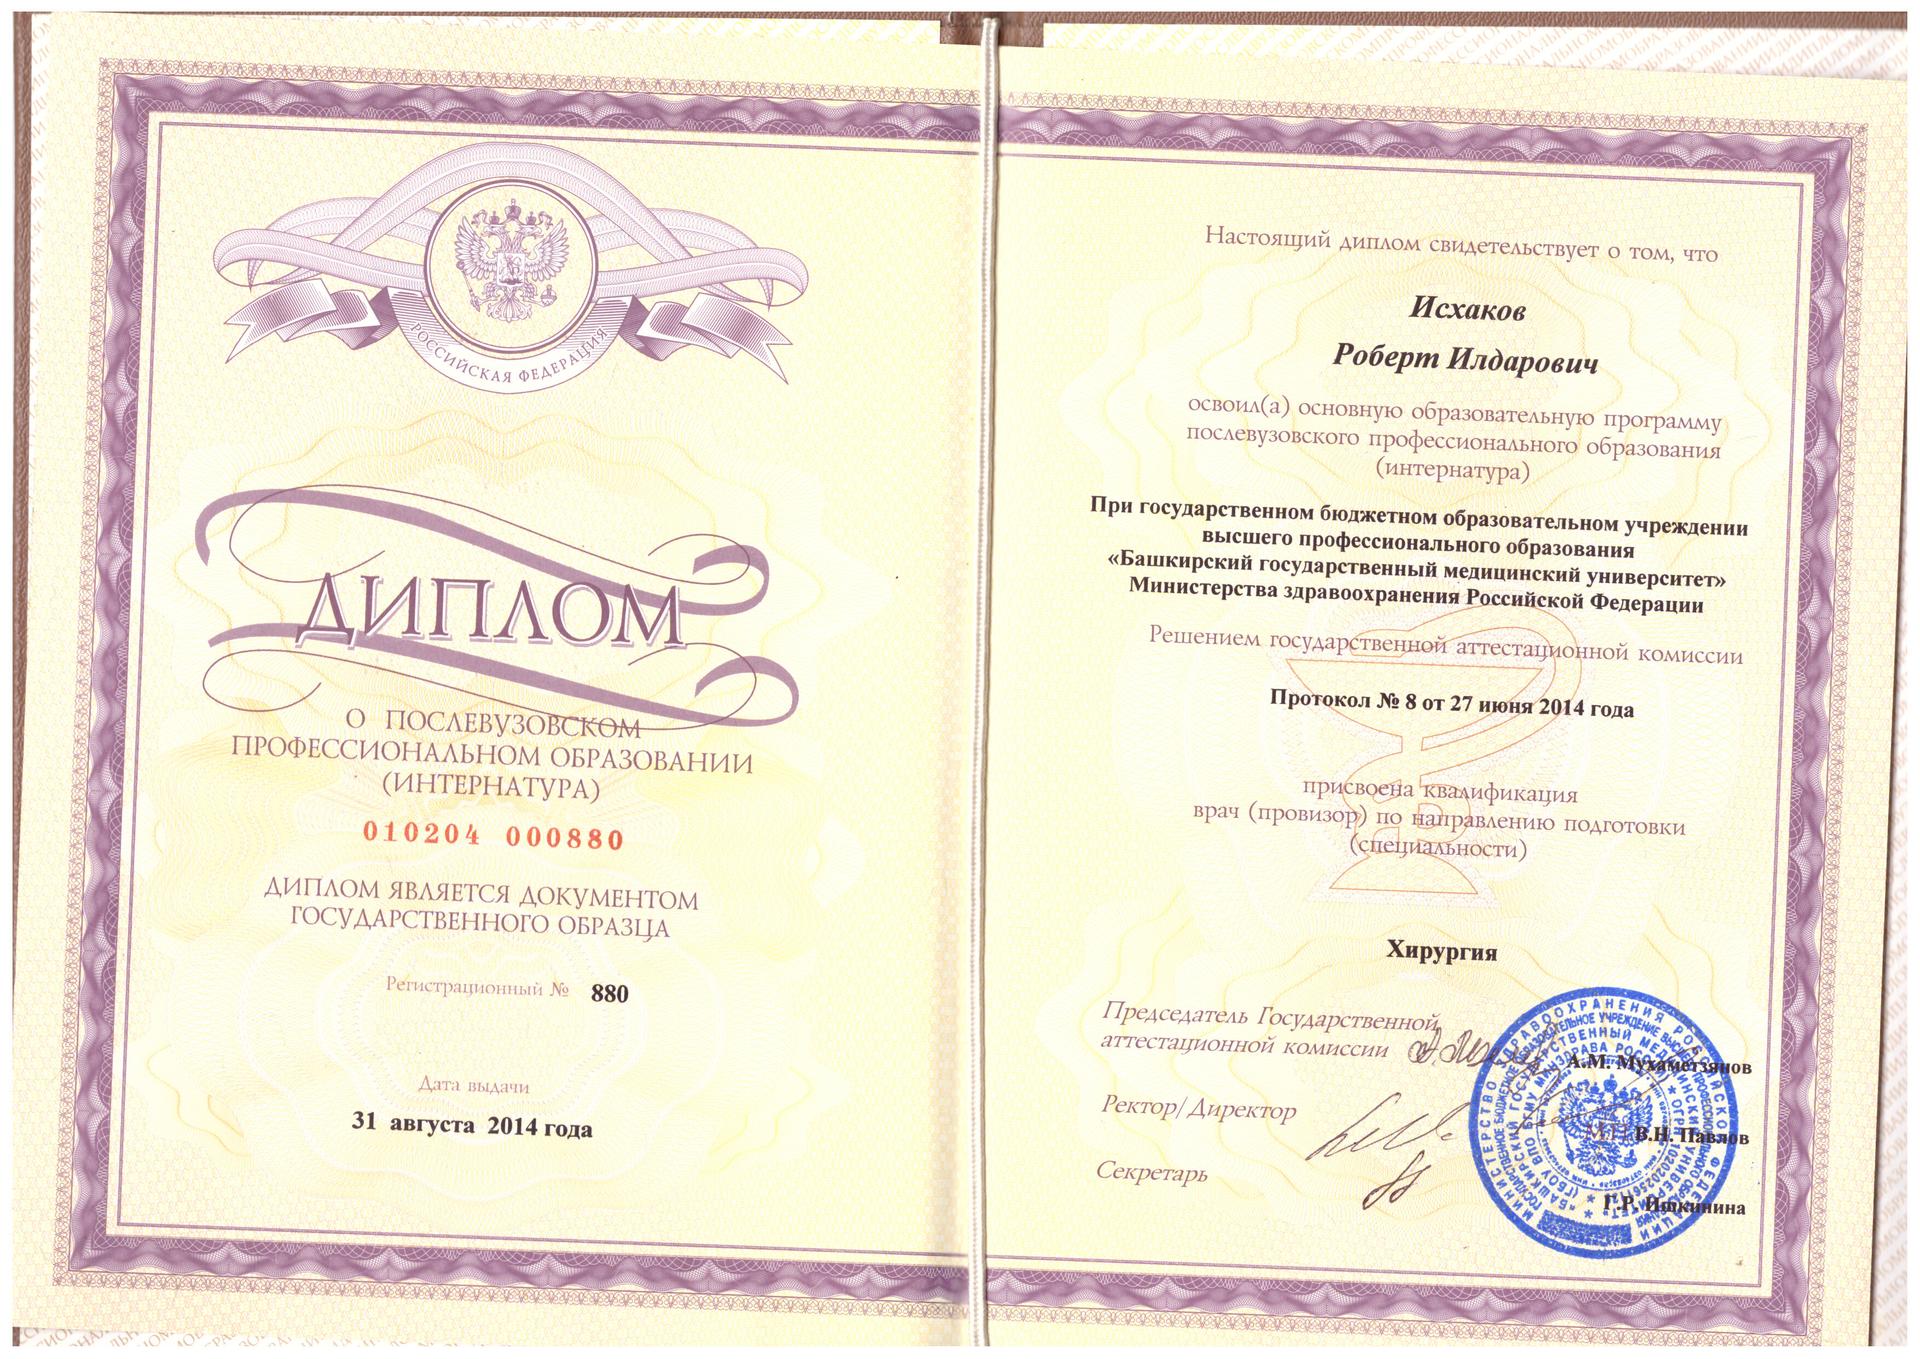 РОССИЙСКАЯ ФЕДЕРАЦИЯ
ДИПЛОМ
О ПОСЛЕВУЗОВСКОМ
ПРОФЕССИОНАЛЬНОМ ОБРАЗОВАНИИ
(ИНТЕРНАТУРА)
010204 000880
ДИПЛОМ ЯВЛЯЕТСЯ ДОКУМЕНТОМ
ГОСУДАРСТВЕННОГО ОБРАЗЦА
Регистрационный № 880
Дата выдачи
31 августа 2014 года
Настоящий диплом свидетельствует о том, что
Исхаков
Роберт Илдарович
освоил(а) основную образовательную программу
послевузовского профессионального образования
(интернатура)
При государственном бюджетном образовательном учреждении
высшего профессионального образования
«Башкирский государственный медицинский университет»
Министерства здравоохранения Российской Федерации
Решением государственной аттестационной комиссии
Протокол № 8 от 27 июня 2014 года
присвоена квалификация
врач (провизор) по направлению подготовки
(специальности)
Хирургия
Председатель Государственной
аттестационной комиссии А.М. Мухаметзянов
Ректор/Директор В.Н. Павлов
Секретарь Г.Р. Ишкинина
МИНИСТЕРСТВО ЗДРАВООХРАНЕНИЯ РОССИЙСКОЙ ФЕДЕРАЦИИ